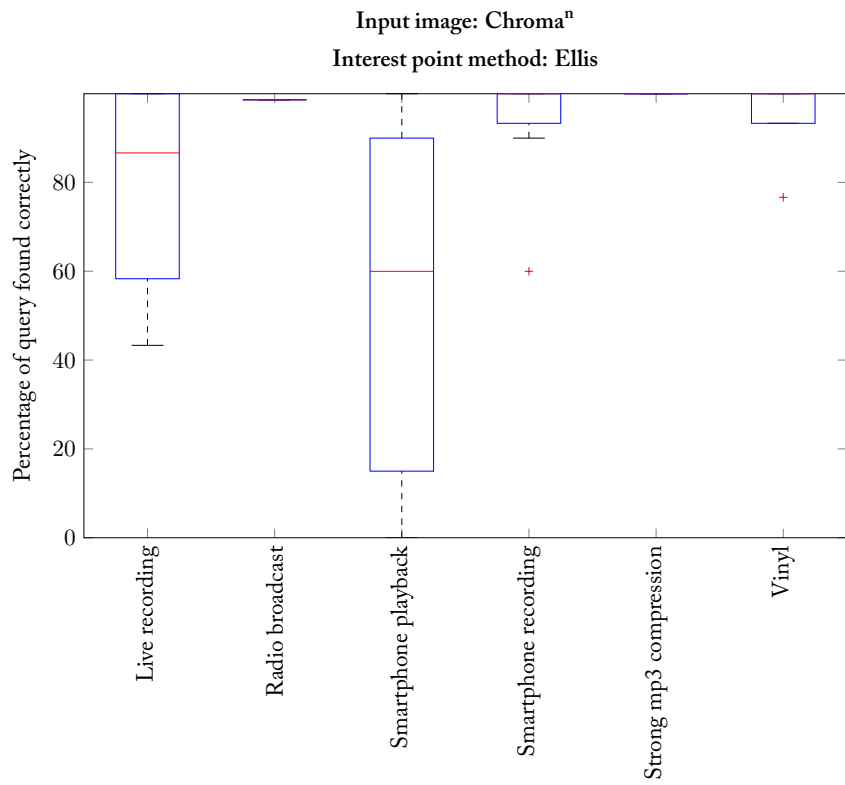 Input image: Chromaⁿ
Interest point method: Ellis
Percentage of query found correctly
80
60
40
20
0
Live recording
Radio broadcast
Smartphone playback
Smartphone recording
Strong mp3 compression
Vinyl